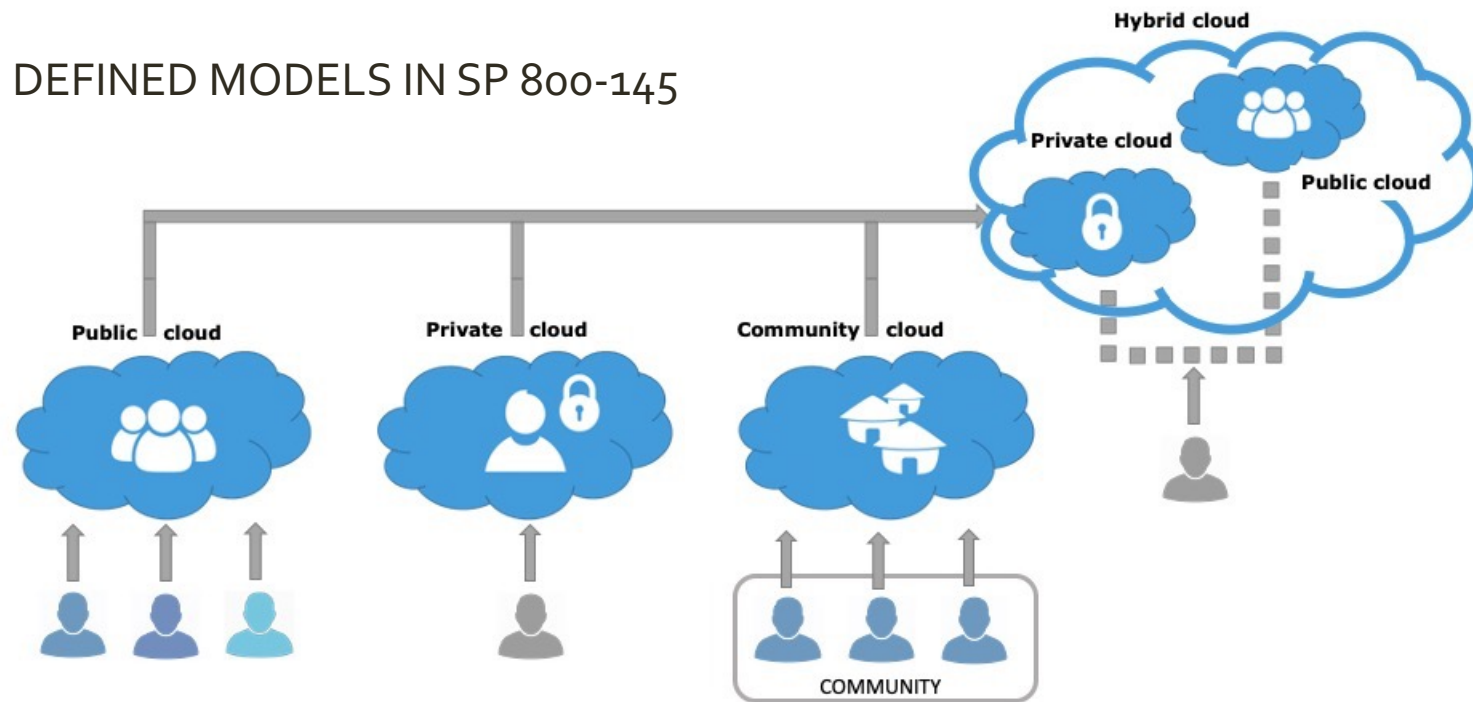 Hybrid cloud
DEFINED MODELS IN SP 800-145
Private cloud
Public cloud
Public cloud
Private cloud
Community cloud
COMMUNITY